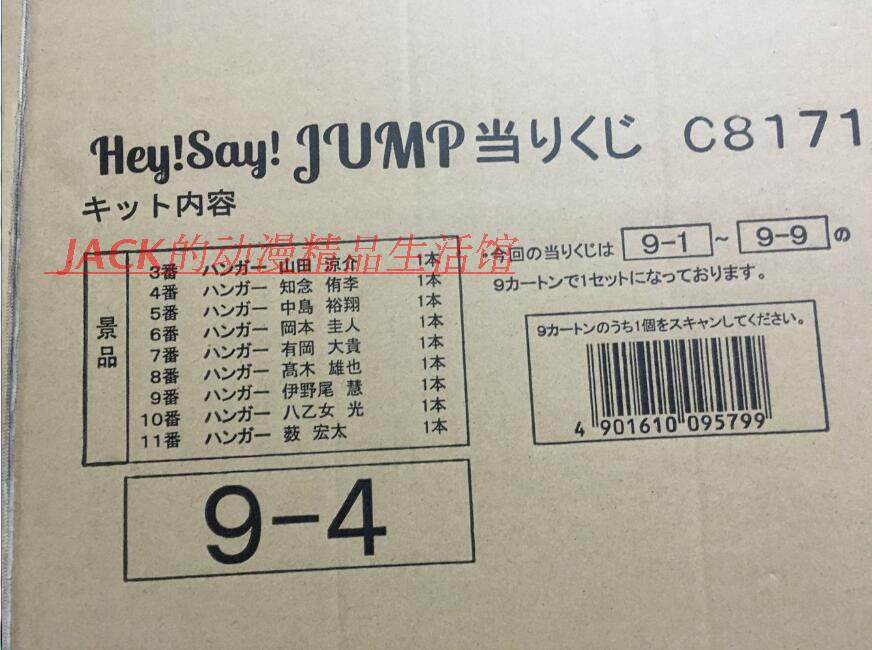 Hey!Say! JUMP 当りくじ C8171
キット内容
JACK的动漫精品生活馆
景品
3番 ハンガー 山田 涼介 1本
4番 ハンガー 知念 侑李 1本
5番 ハンガー 中島 裕翔 1本
6番 ハンガー 岡本 圭人 1本
7番 ハンガー 有岡 大貴 1本
8番 ハンガー 髙木 雄也 1本
9番 ハンガー 伊野尾 慧 1本
10番 ハンガー 八乙女 光 1本
11番 ハンガー 薮 宏太 1本
9-4
・今回の当りくじは 9-1 ~ 9-9 の
9カートンで1セットになっております。
9カートンのうち1個をスキャンしてください。
4 901610 095799